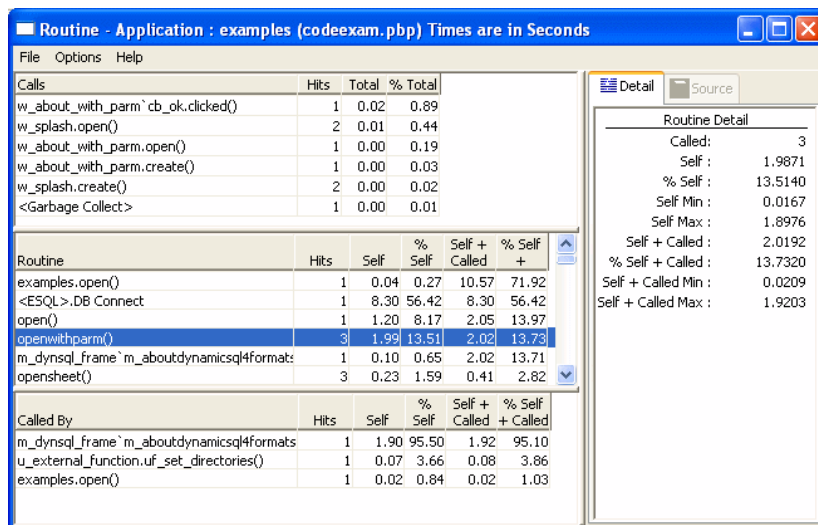 Routine - Application : examples (codeexam.pbp) Times are in Seconds
File Options Help
Calls Hits Total % Total
w_about_with_parm`cb_ok.clicked() 1 0.02 0.89
w_splash.open() 2 0.01 0.44
w_about_with_parm.open() 1 0.00 0.19
w_about_with_parm.create() 1 0.00 0.03
w_splash.create() 2 0.00 0.02
<Garbage Collect> 1 0.00 0.01
% Self + % Self
Routine Hits Self Self Called +
examples.open() 1 0.04 0.27 10.57 71.92
<ESQL>.DB Connect 1 8.30 56.42 8.30 56.42
open() 1 1.20 8.17 2.05 13.97
openwithparm() 3 1.99 13.51 2.02 13.73
m_dynsql_frame`m_aboutdynamicsql4formats 1 0.10 0.65 2.02 13.71
opensheet() 3 0.23 1.59 0.41 2.82
% Self + % Self
Called By Hits Self Self Called + Called
m_dynsql_frame`m_aboutdynamicsql4formats 1 1.90 95.50 1.92 95.10
u_external_function.uf_set_directories() 1 0.07 3.66 0.08 3.86
examples.open() 1 0.02 0.84 0.02 1.03
Detail Source
Routine Detail
Called: 3
Self : 1.9871
% Self : 13.5140
Self Min : 0.0167
Self Max : 1.8976
Self + Called : 2.0192
% Self + Called : 13.7320
Self + Called Min : 0.0209
Self + Called Max : 1.9203